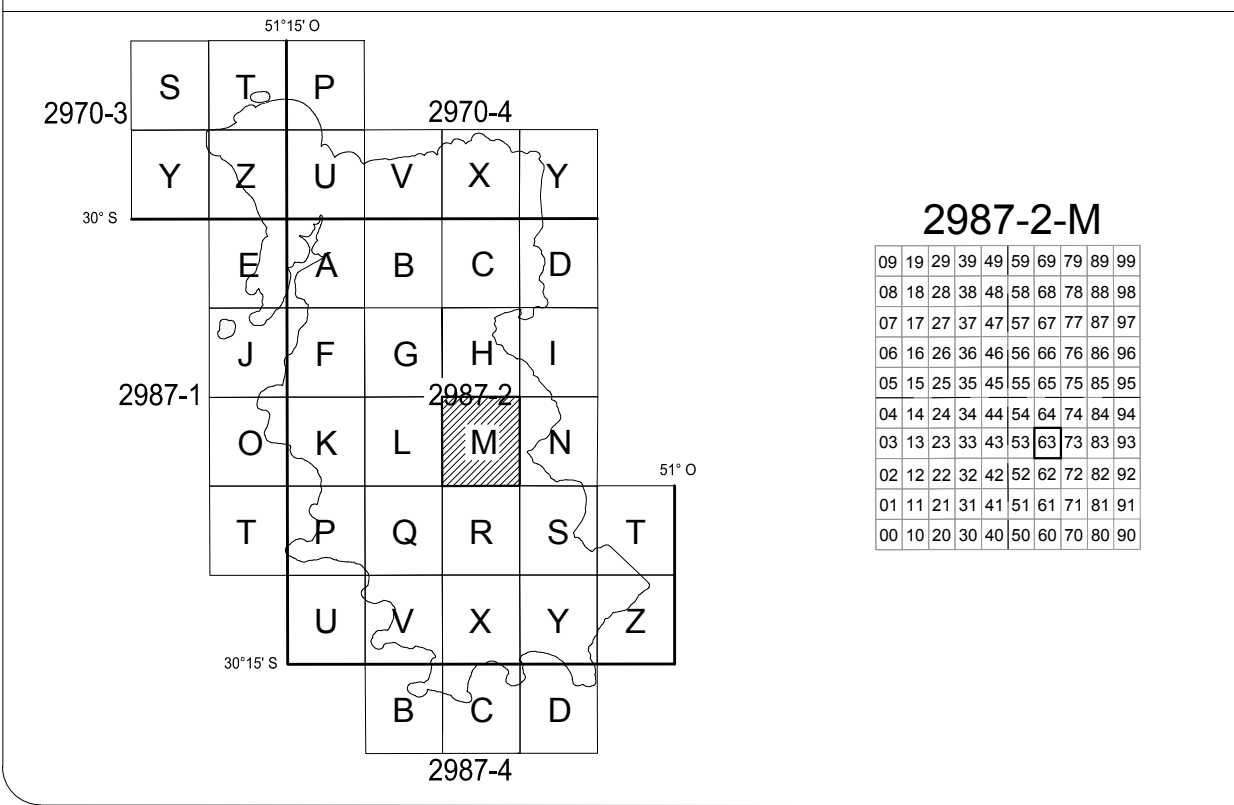 51°15' O
S T P
2970-3 2970-4
Y Z U V X Y
30° S
E A B C D
J F G H I
2987-1 2987-2
O K L M N
51° O
T P Q R S T
U V X Y Z
30°15' S
B C D
2987-4
2987-2-M
09 19 29 39 49 59 69 79 89 99
08 18 28 38 48 58 68 78 88 98
07 17 27 37 47 57 67 77 87 97
06 16 26 36 46 56 66 76 86 96
05 15 25 35 45 55 65 75 85 95
04 14 24 34 44 54 64 74 84 94
03 13 23 33 43 53 63 73 83 93
02 12 22 32 42 52 62 72 82 92
01 11 21 31 41 51 61 71 81 91
00 10 20 30 40 50 60 70 80 90